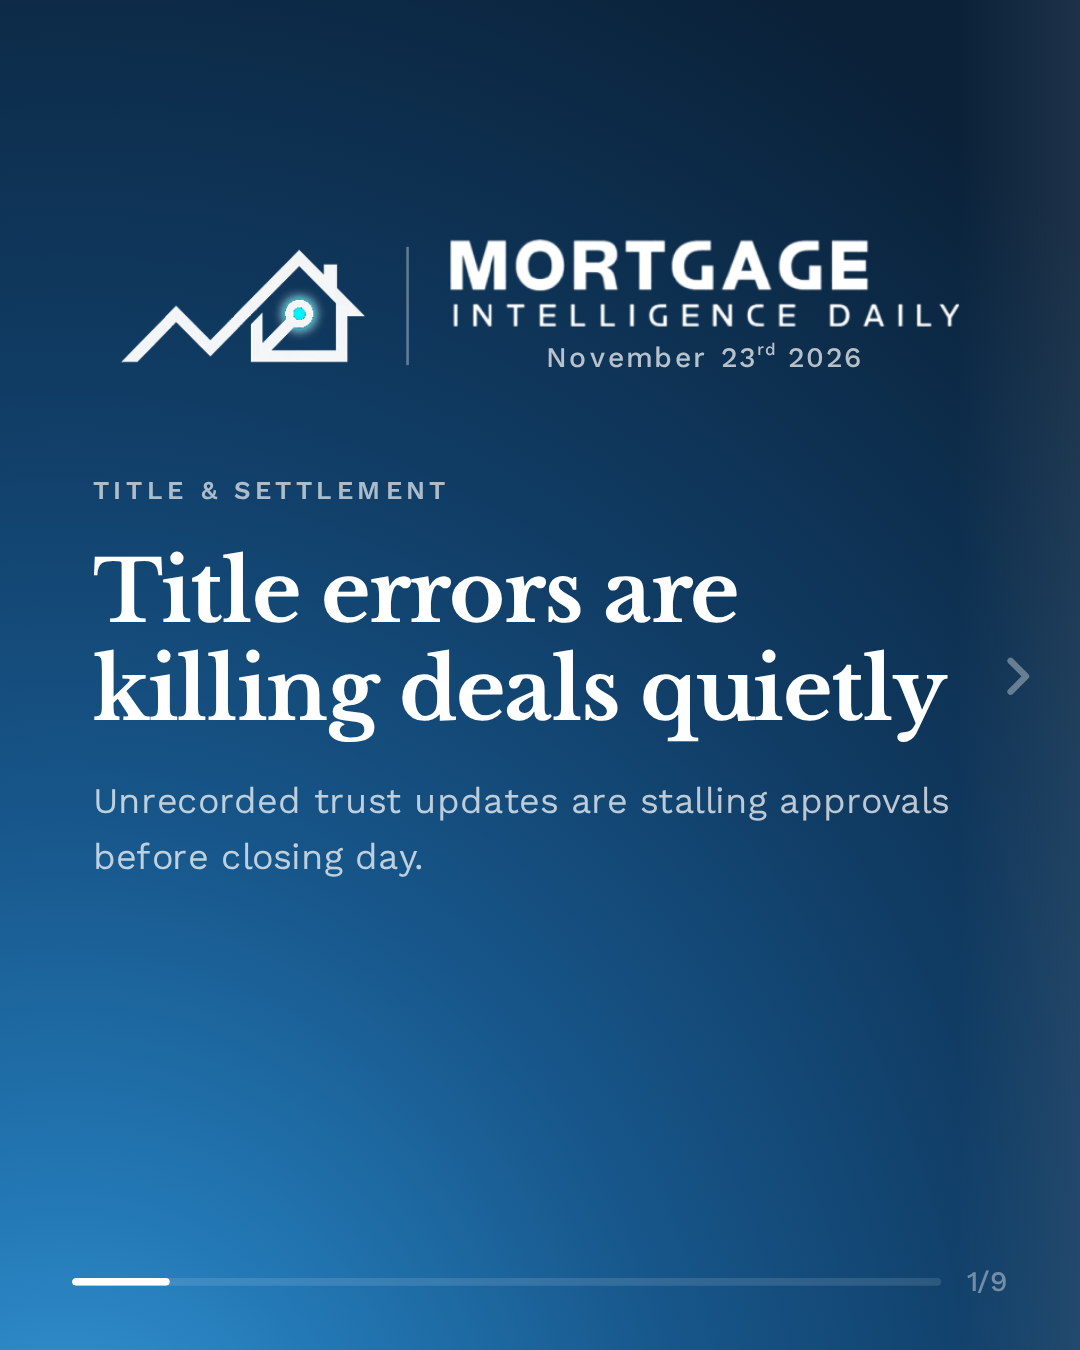 MORTGAGE
INTELLIGENCE DAILY
November 23rd 2026
TITLE & SETTLEMENT
Title errors are
killing deals quietly
Unrecorded trust updates are stalling approvals
before closing day.
1/9